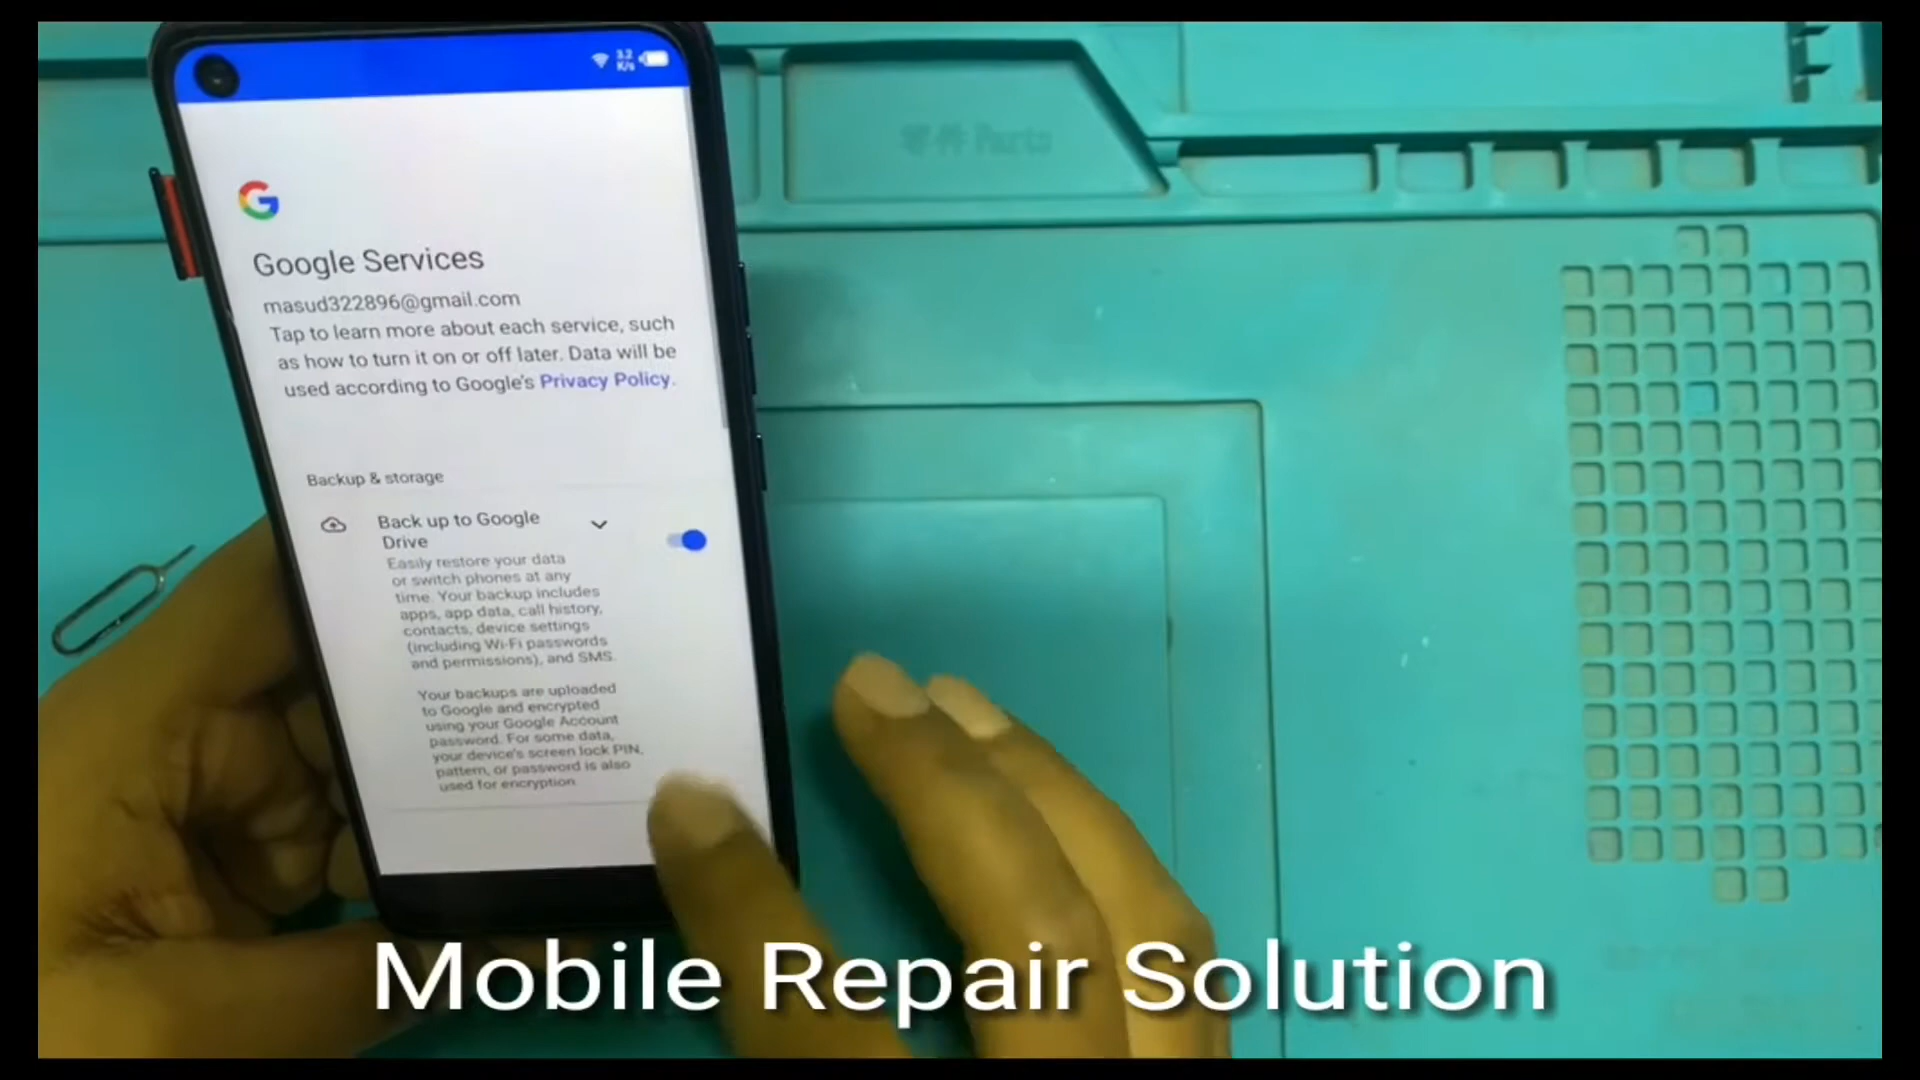 3.2
K/s
零件 Parts
Google Services
masud322896@gmail.com
Tap to learn more about each service, such
as how to turn it on or off later. Data will be
used according to Google's Privacy Policy.
Backup & storage
Back up to Google
Drive
Easily restore your data
or switch phones at any
time. Your backup includes
apps, app data, call history,
contacts, device settings
(including Wi-Fi passwords
and permissions), and SMS.
Your backups are uploaded
to Google and encrypted
using your Google Account
password. For some data,
your device's screen lock PIN,
pattern, or password is also
used for encryption.
Mobile Repair Solution